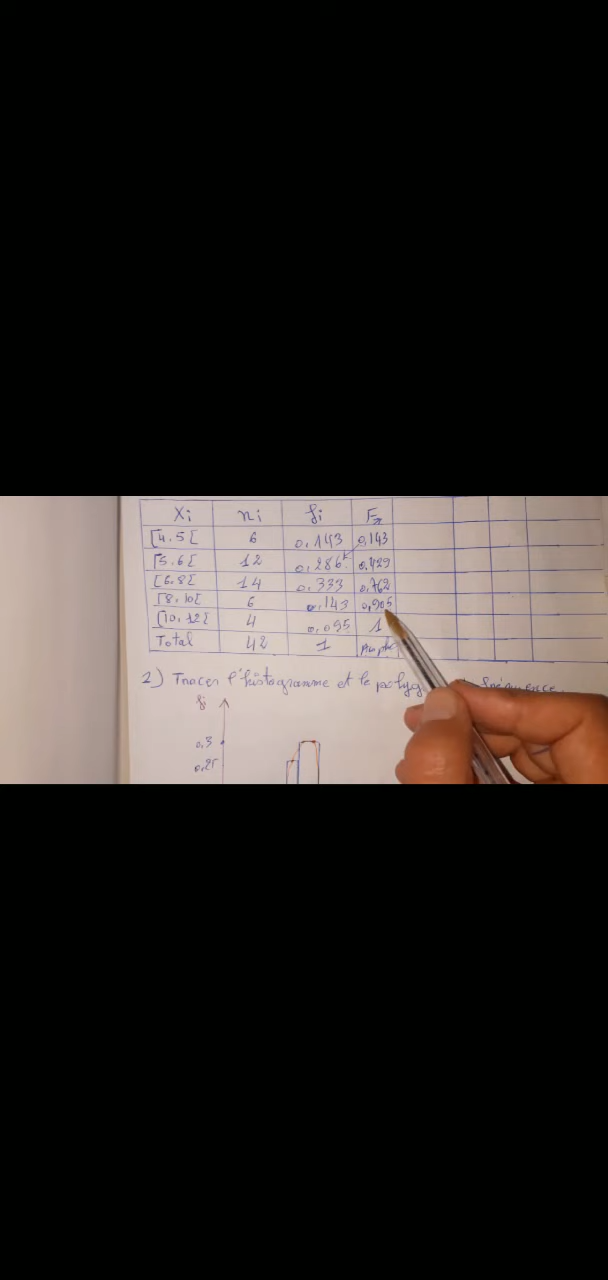 Xi ni fi F↗
[4.5[ 6 0,143 0,143
[5.6[ 12 0,286 0,429
[6.8[ 14 0,333 0,762
[8.10[ 6 0,143 0,905
[10.12[ 4 0,095 1
Total 42 1
2) Tracer l'histogramme et le polyg
fi
0.3
0.25